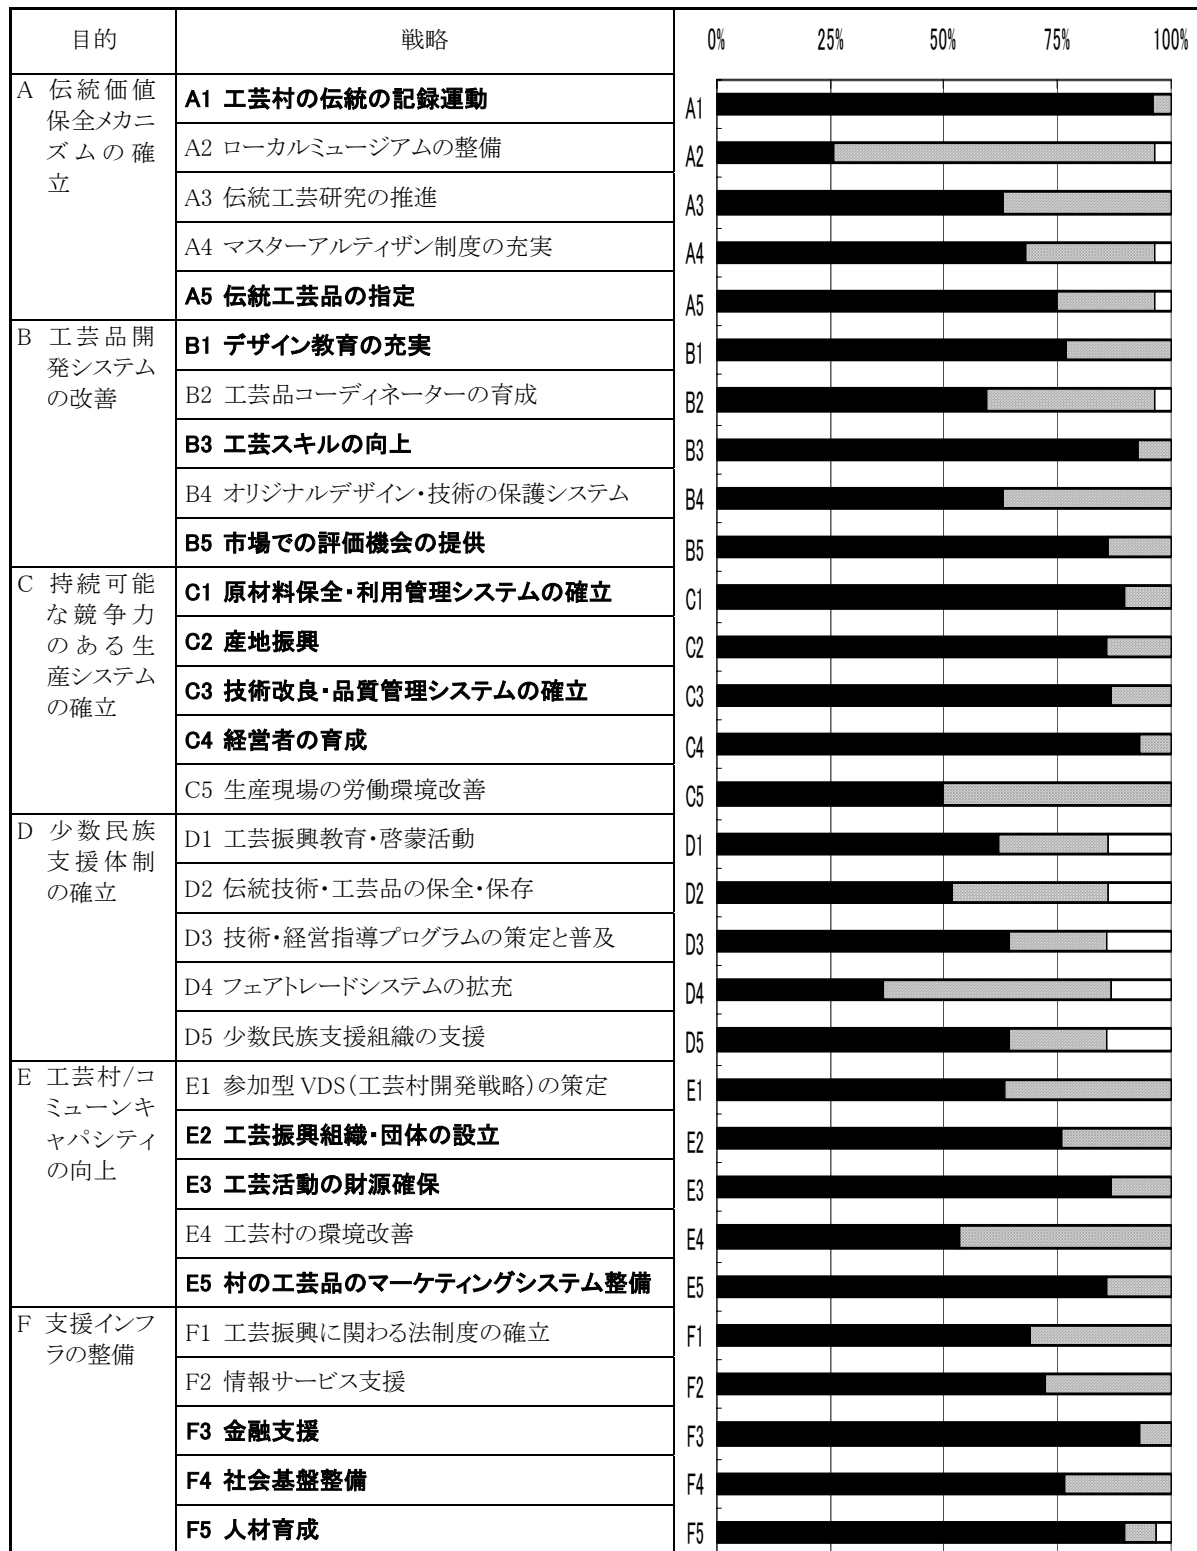 目的
戦略
0% 25% 50% 75% 100%
A 伝統価値
保全メカニ
ズムの確
立
A1 工芸村の伝統の記録運動
A1
A2 ローカルミュージアムの整備
A2
A3 伝統工芸研究の推進
A3
A4 マスターアルティザン制度の充実
A4
A5 伝統工芸品の指定
A5
B 工芸品開
発システム
の改善
B1 デザイン教育の充実
B1
B2 工芸品コーディネーターの育成
B2
B3 工芸スキルの向上
B3
B4 オリジナルデザイン・技術の保護システム
B4
B5 市場での評価機会の提供
B5
C 持続可能
な競争力
のある生
産システム
の確立
C1 原材料保全・利用管理システムの確立
C1
C2 産地振興
C2
C3 技術改良・品質管理システムの確立
C3
C4 経営者の育成
C4
C5 生産現場の労働環境改善
C5
D 少数民族
支援体制
の確立
D1 工芸振興教育・啓蒙活動
D1
D2 伝統技術・工芸品の保全・保存
D2
D3 技術・経営指導プログラムの策定と普及
D3
D4 フェアトレードシステムの拡充
D4
D5 少数民族支援組織の支援
D5
E 工芸村/コ
ミューンキ
ャパシティ
の向上
E1 参加型 VDS(工芸村開発戦略)の策定
E1
E2 工芸振興組織・団体の設立
E2
E3 工芸活動の財源確保
E3
E4 工芸村の環境改善
E4
E5 村の工芸品のマーケティングシステム整備
E5
F 支援インフ
ラの整備
F1 工芸振興に関わる法制度の確立
F1
F2 情報サービス支援
F2
F3 金融支援
F3
F4 社会基盤整備
F4
F5 人材育成
F5